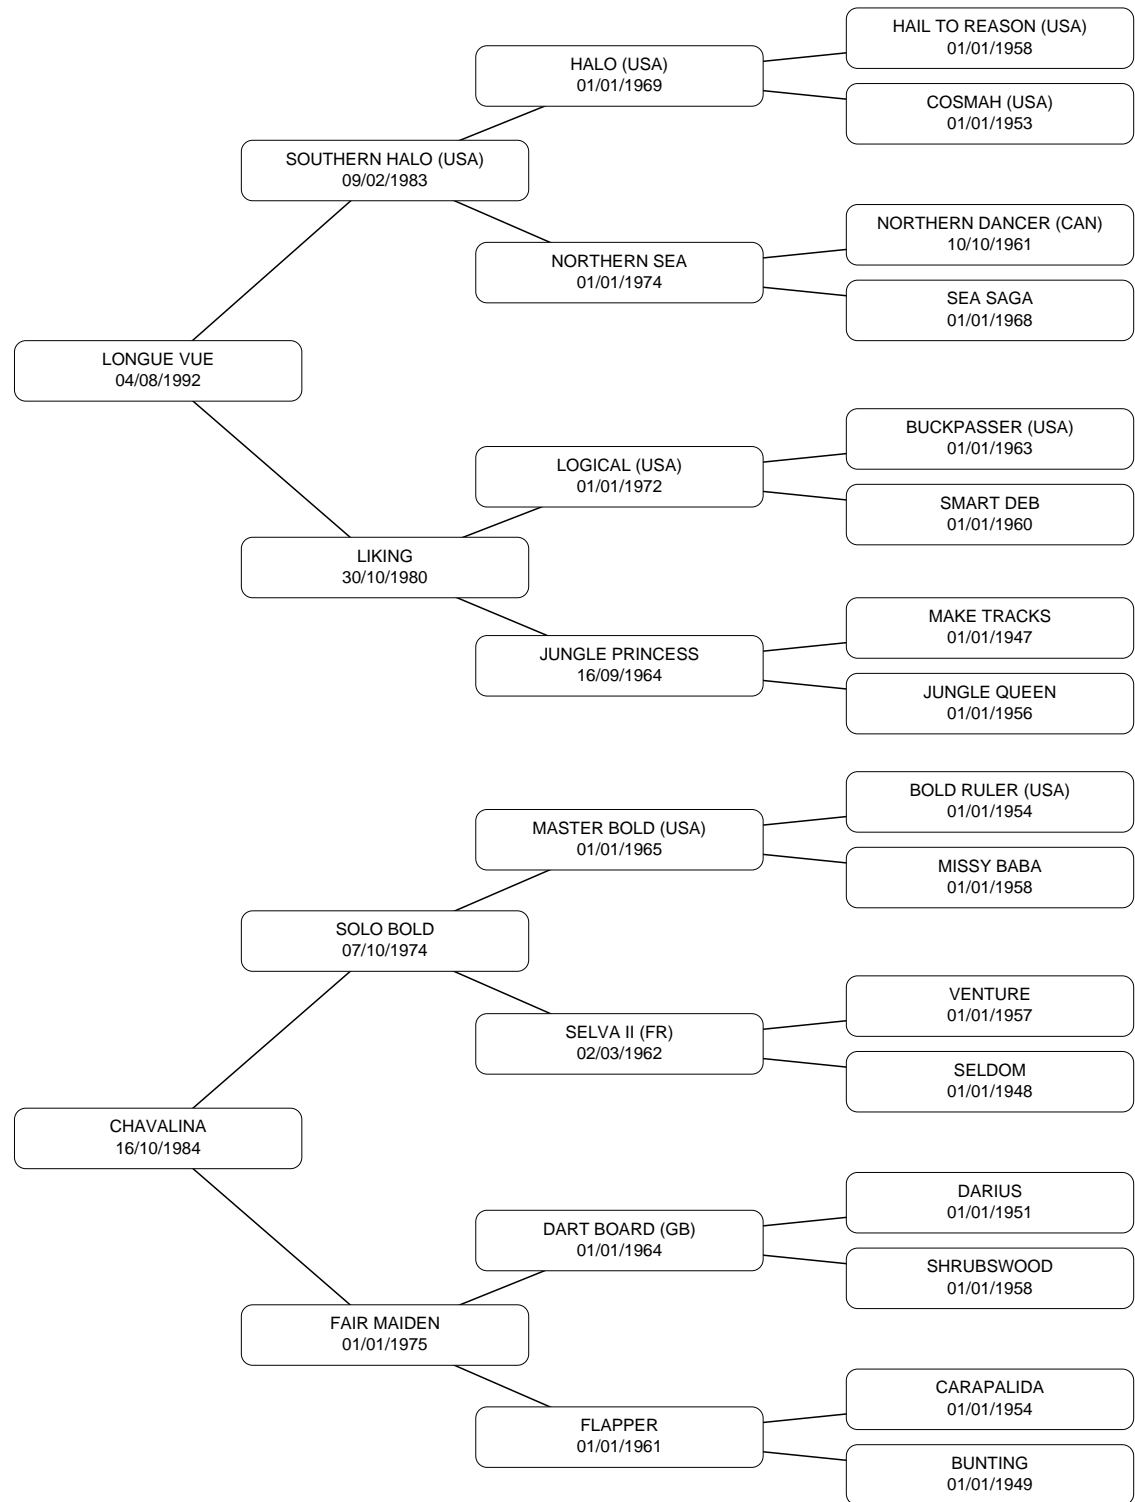 HAIL TO REASON (USA)
01/01/1958
HALO (USA)
01/01/1969
COSMAH (USA)
01/01/1953
SOUTHERN HALO (USA)
09/02/1983
NORTHERN DANCER (CAN)
10/10/1961
NORTHERN SEA
01/01/1974
SEA SAGA
01/01/1968
LONGUE VUE
04/08/1992
BUCKPASSER (USA)
01/01/1963
LOGICAL (USA)
01/01/1972
SMART DEB
01/01/1960
LIKING
30/10/1980
MAKE TRACKS
01/01/1947
JUNGLE PRINCESS
16/09/1964
JUNGLE QUEEN
01/01/1956
BOLD RULER (USA)
01/01/1954
MASTER BOLD (USA)
01/01/1965
MISSY BABA
01/01/1958
SOLO BOLD
07/10/1974
VENTURE
01/01/1957
SELVA II (FR)
02/03/1962
SELDOM
01/01/1948
CHAVALINA
16/10/1984
DARIUS
01/01/1951
DART BOARD (GB)
01/01/1964
SHRUBSWOOD
01/01/1958
FAIR MAIDEN
01/01/1975
CARAPALIDA
01/01/1954
FLAPPER
01/01/1961
BUNTING
01/01/1949